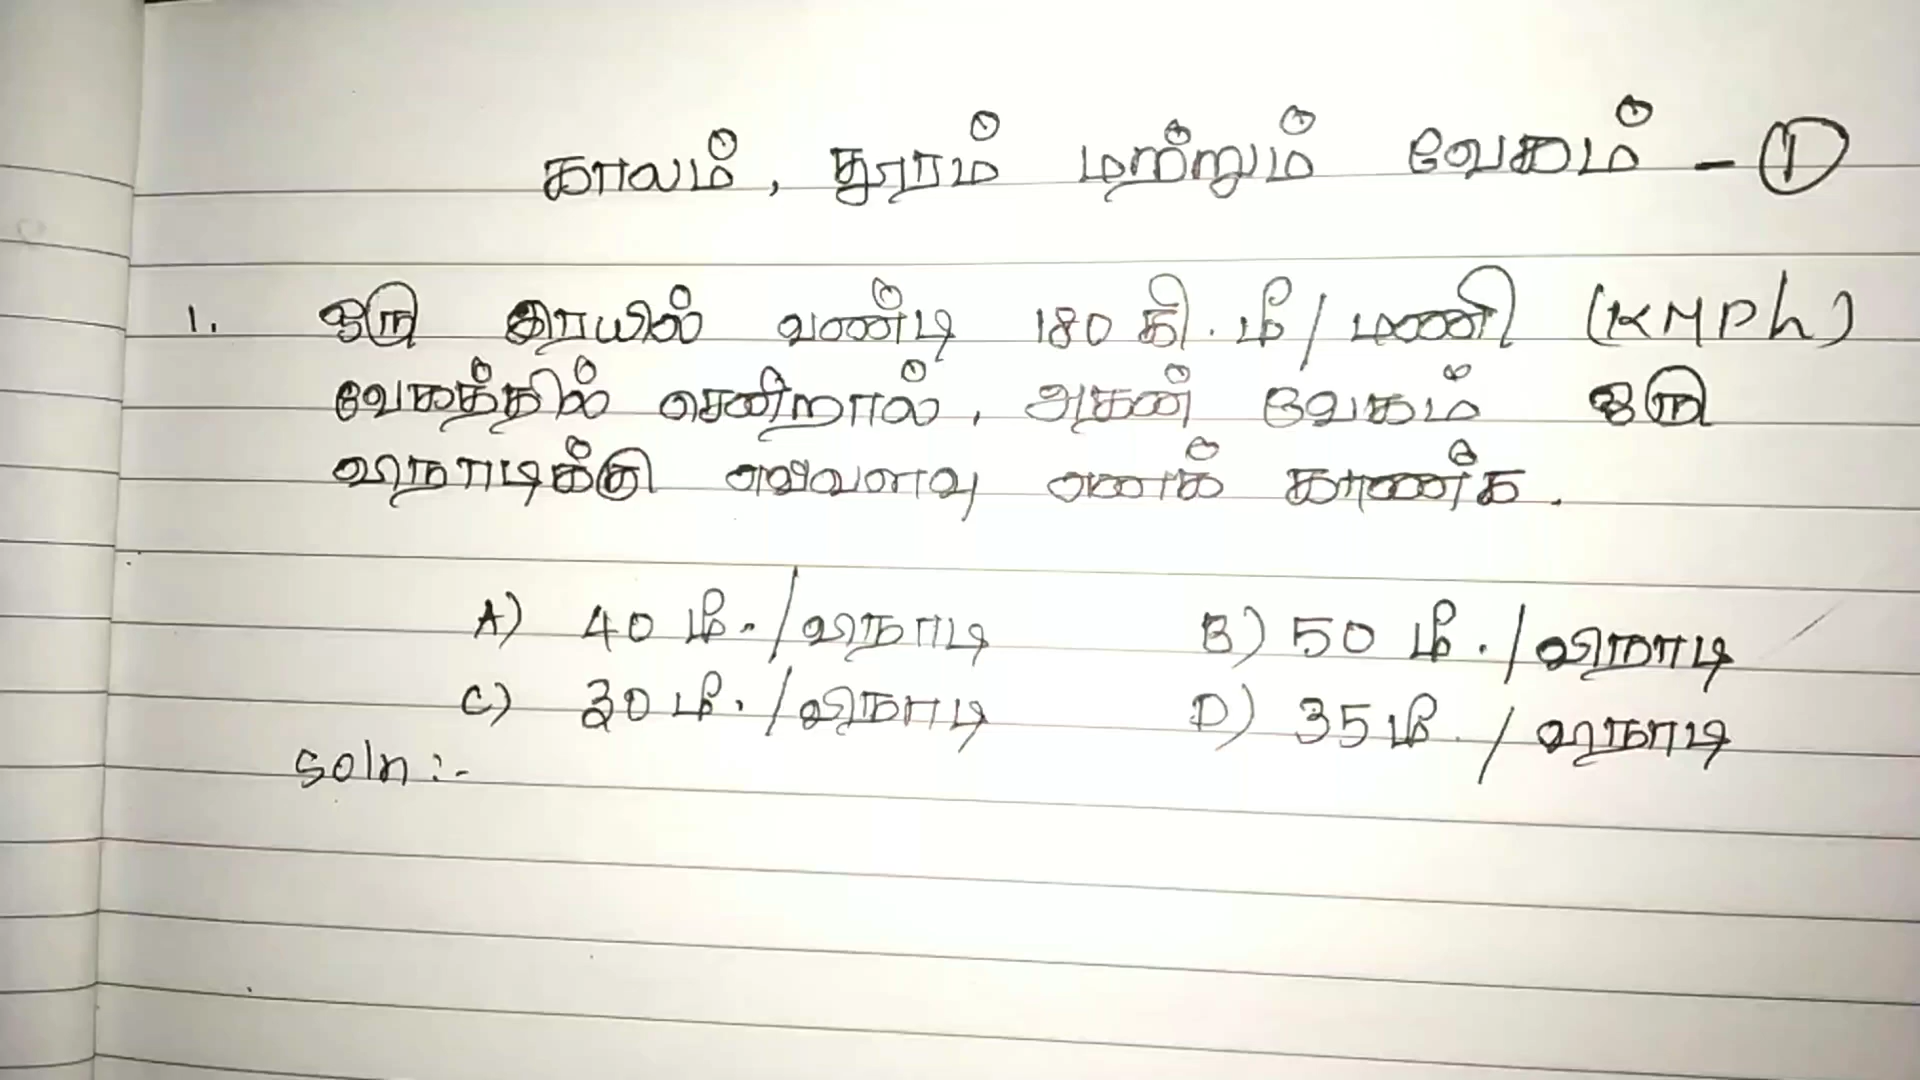 காலம், தூரம் மற்றும் வேகம் - ①
1. ஒரு இரயில் வண்டி 180 கி.மீ/மணி (KMPh)
வேகத்தில் சென்றால், அதன் வேகம் ஒரு
வினாடிக்கு எவ்வளவு எனக் காண்க.
A) 40 மீ./வினாடி B) 50 மீ./வினாடி
C) 30 மீ./வினாடி D) 35 மீ./வினாடி
Soln :-